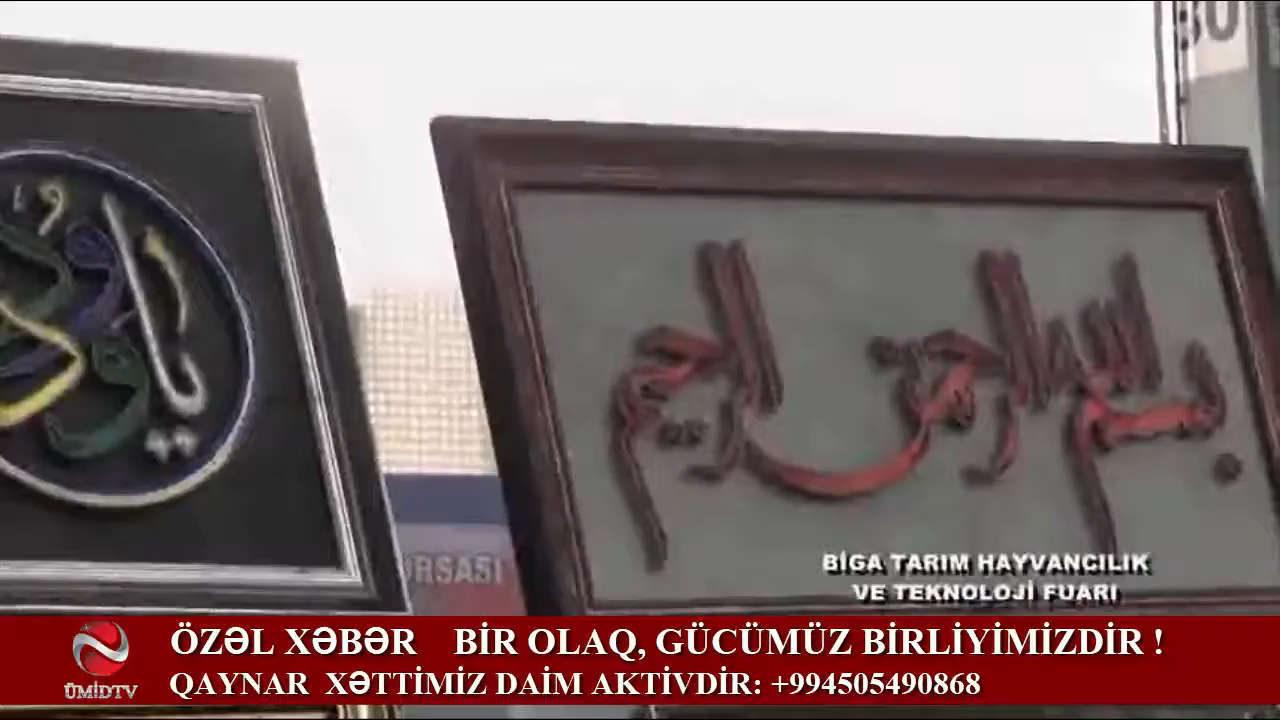 بسم الله الرحمن الرحيم
URSASI
BİGA TARIM HAYVANCILIK
VE TEKNOLOJİ FUARI
ÖZƏL XƏBƏR BİR OLAQ, GÜCÜMÜZ BİRLİYİMİZDİR !
QAYNAR XƏTTİMİZ DAİM AKTİVDİR: +994505490868
ÜMİDTV